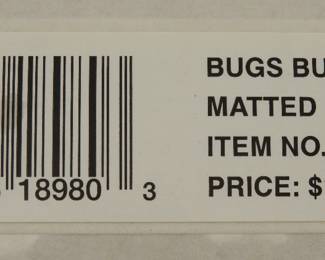 BUGS BU
MATTED
ITEM NO.
PRICE: $
18980 3